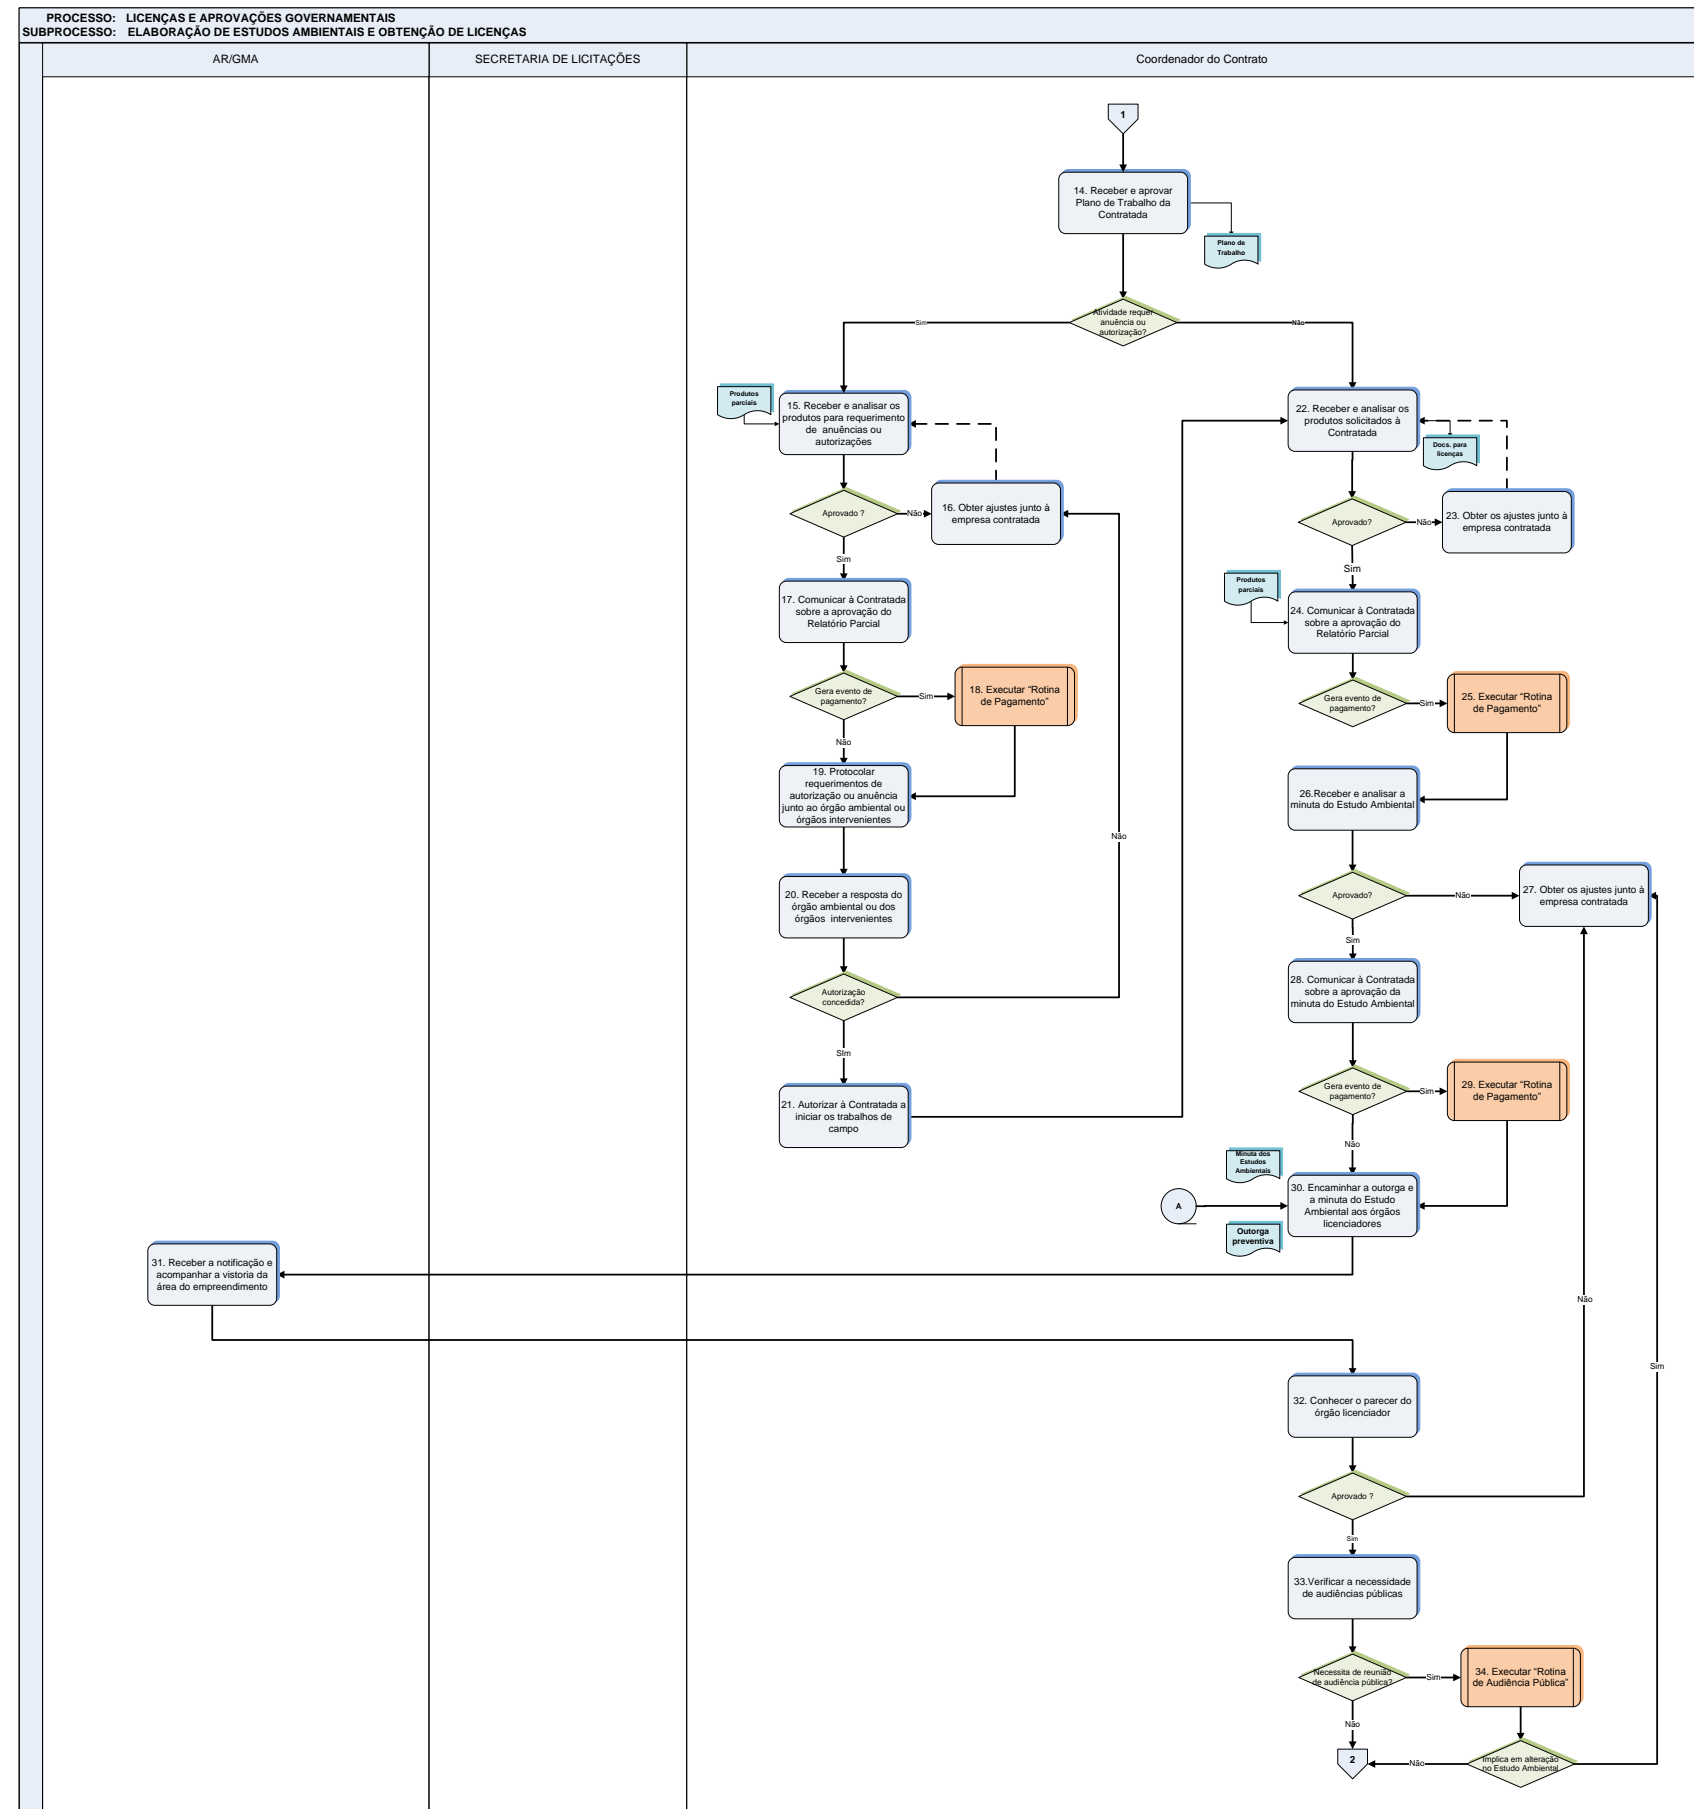 PROCESSO: LICENÇAS E APROVAÇÕES GOVERNAMENTAIS
SUBPROCESSO: ELABORAÇÃO DE ESTUDOS AMBIENTAIS E OBTENÇÃO DE LICENÇAS
AR/GMA
SECRETARIA DE LICITAÇÕES
Coordenador do Contrato
1
14. Receber e aprovar
Plano de Trabalho da
Contratada
Plano de
Trabalho
Atividade requer
anuência ou
autorização?
Sim
Não
Produtos
parciais
15. Receber e analisar os
produtos para requerimento
de anuências ou
autorizações
22. Receber e analisar os
produtos solicitados à
Contratada
Docs. para
licenças
Aprovado ?
Não
16. Obter ajustes junto à
empresa contratada
Aprovado?
Não
23. Obter os ajustes junto à
empresa contratada
Sim
Sim
17. Comunicar à Contratada
sobre a aprovação do
Relatório Parcial
Produtos
parciais
24. Comunicar à Contratada
sobre a aprovação do
Relatório Parcial
Gera evento de
pagamento?
Sim
18. Executar “Rotina
de Pagamento”
Gera evento de
pagamento?
Sim
25. Executar “Rotina
de Pagamento”
Não
19. Protocolar
requerimentos de
autorização ou anuência
junto ao órgão ambiental ou
órgãos intervenientes
26.Receber e analisar a
minuta do Estudo Ambiental
Não
20. Receber a resposta do
órgão ambiental ou dos
órgãos intervenientes
Aprovado?
Não
27. Obter os ajustes junto à
empresa contratada
Sim
Autorização
concedida?
28. Comunicar à Contratada
sobre a aprovação da
minuta do Estudo Ambiental
SIm
21. Autorizar à Contratada a
iniciar os trabalhos de
campo
Gera evento de
pagamento?
Sim
29. Executar “Rotina
de Pagamento”
Não
Minuta dos
Estudos
Ambientais
A
30. Encaminhar a outorga e
a minuta do Estudo
Ambiental aos órgãos
licenciadores
Outorga
preventiva
31. Receber a notificação e
acompanhar a vistoria da
área do empreendimento
Não
Sim
32. Conhecer o parecer do
órgão licenciador
Aprovado ?
Sim
33.Verificar a necessidade
de audiências públicas
Necessita de reunião
de audiência pública?
Sim
34. Executar “Rotina
de Audiência Pública”
Não
2
Não
Implica em alteração
no Estudo Ambiental